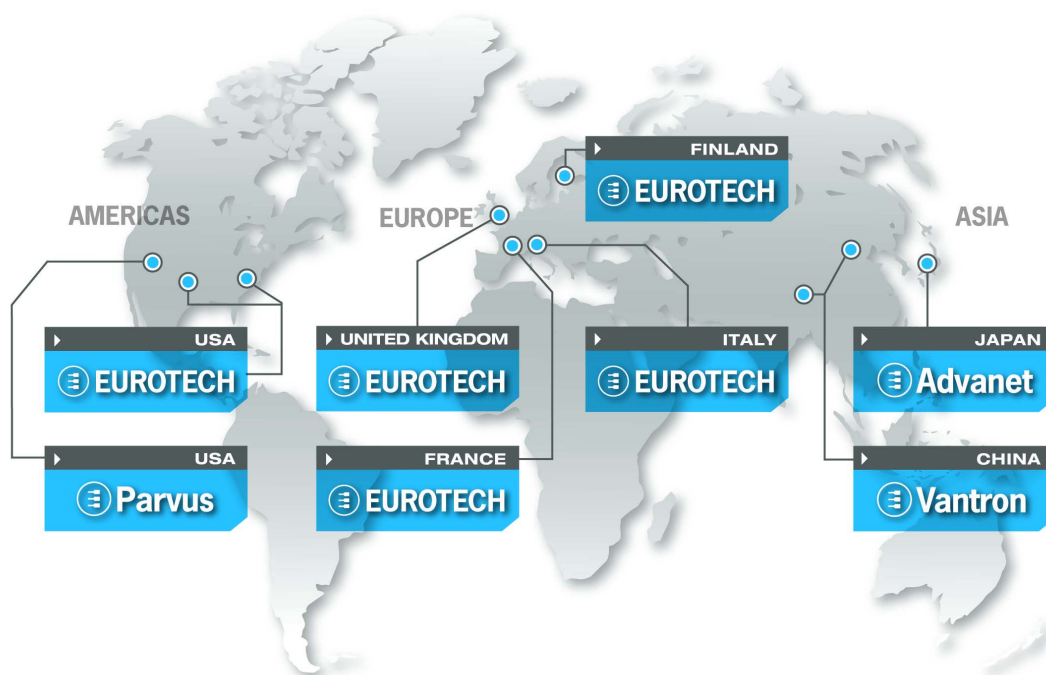 FINLAND
EUROTECH
AMERICAS
EUROPE
ASIA
USA
EUROTECH
UNITED KINGDOM
EUROTECH
ITALY
EUROTECH
JAPAN
Advanet
USA
Parvus
FRANCE
EUROTECH
CHINA
Vantron